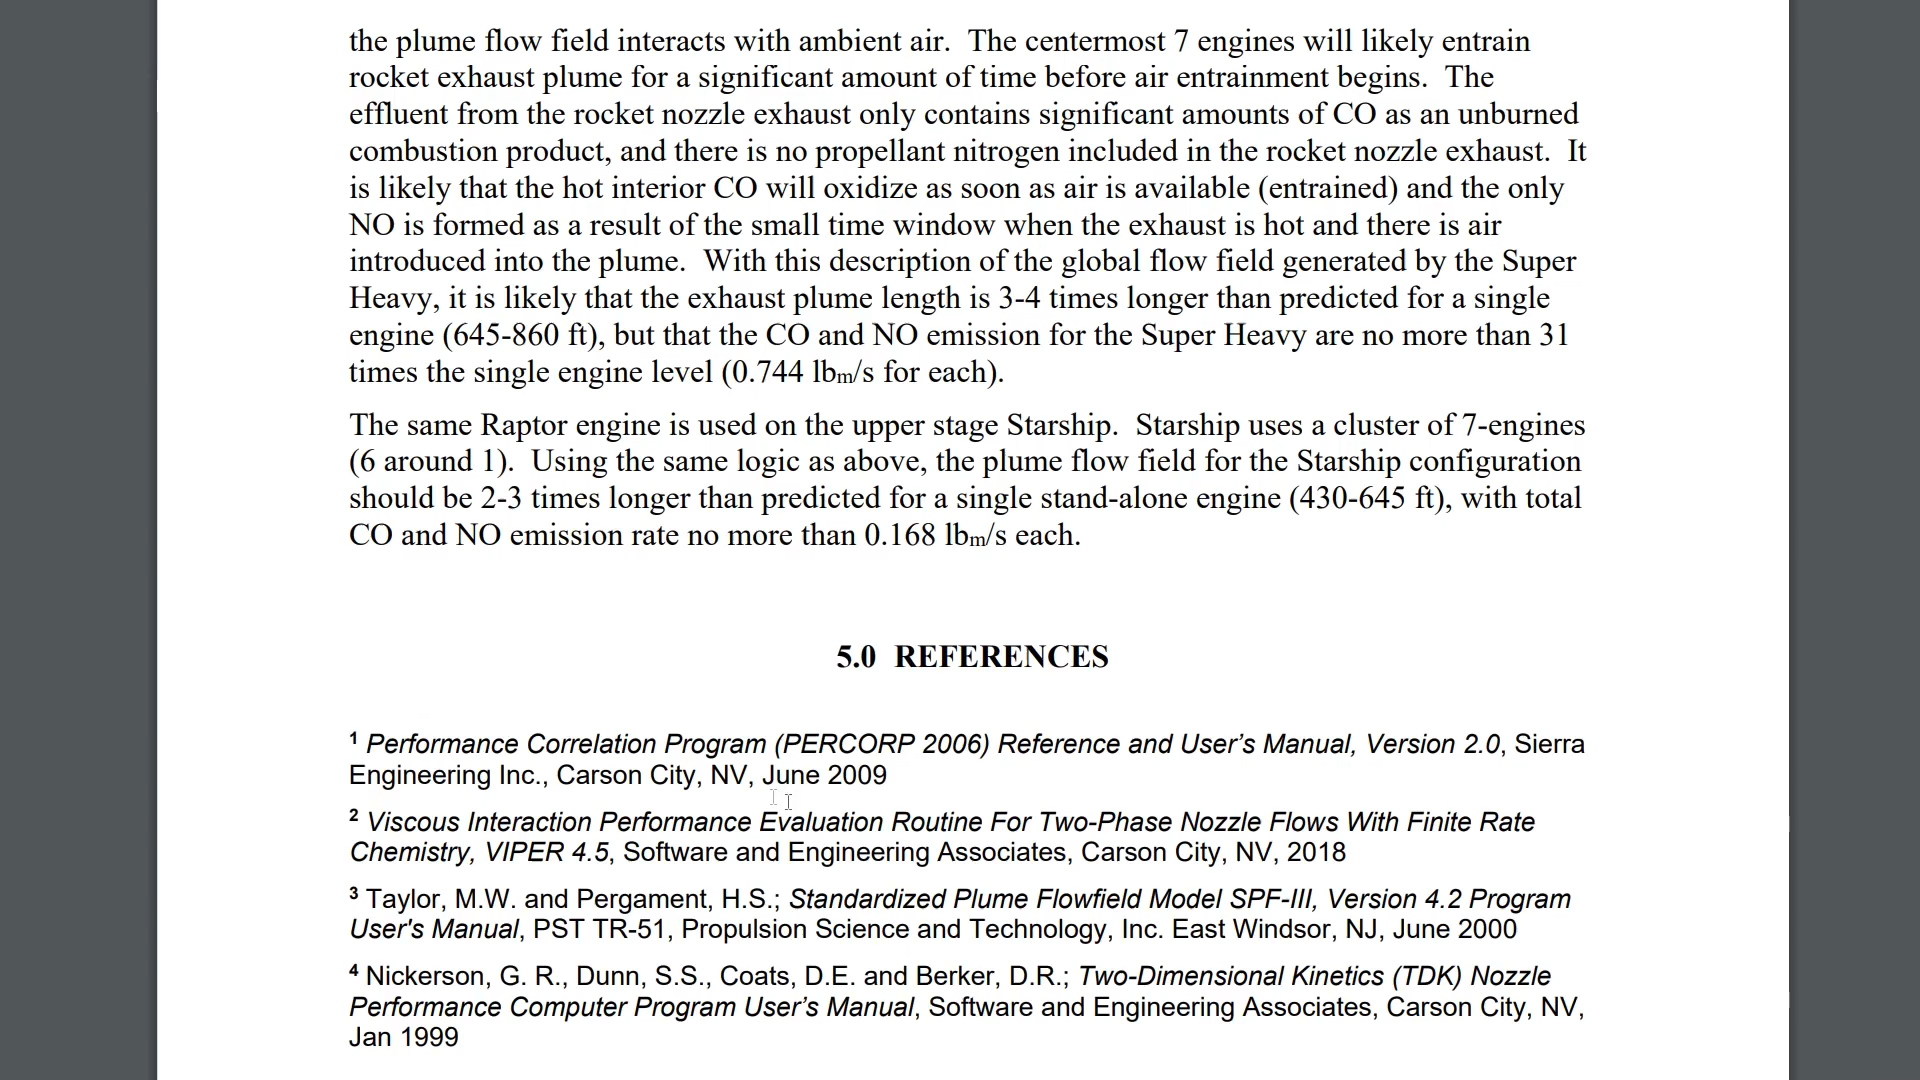 the plume flow field interacts with ambient air.  The centermost 7 engines will likely entrain
rocket exhaust plume for a significant amount of time before air entrainment begins.  The
effluent from the rocket nozzle exhaust only contains significant amounts of CO as an unburned
combustion product, and there is no propellant nitrogen included in the rocket nozzle exhaust.  It
is likely that the hot interior CO will oxidize as soon as air is available (entrained) and the only
NO is formed as a result of the small time window when the exhaust is hot and there is air
introduced into the plume.  With this description of the global flow field generated by the Super
Heavy, it is likely that the exhaust plume length is 3-4 times longer than predicted for a single
engine (645-860 ft), but that the CO and NO emission for the Super Heavy are no more than 31
times the single engine level (0.744 lbm/s for each).
The same Raptor engine is used on the upper stage Starship.  Starship uses a cluster of 7-engines
(6 around 1).  Using the same logic as above, the plume flow field for the Starship configuration
should be 2-3 times longer than predicted for a single stand-alone engine (430-645 ft), with total
CO and NO emission rate no more than 0.168 lbm/s each.
5.0  REFERENCES
1 Performance Correlation Program (PERCORP 2006) Reference and User’s Manual, Version 2.0, Sierra
Engineering Inc., Carson City, NV, June 2009
2 Viscous Interaction Performance Evaluation Routine For Two-Phase Nozzle Flows With Finite Rate
Chemistry, VIPER 4.5, Software and Engineering Associates, Carson City, NV, 2018
3 Taylor, M.W. and Pergament, H.S.; Standardized Plume Flowfield Model SPF-III, Version 4.2 Program
User's Manual, PST TR-51, Propulsion Science and Technology, Inc. East Windsor, NJ, June 2000
4 Nickerson, G. R., Dunn, S.S., Coats, D.E. and Berker, D.R.; Two-Dimensional Kinetics (TDK) Nozzle
Performance Computer Program User’s Manual, Software and Engineering Associates, Carson City, NV,
Jan 1999